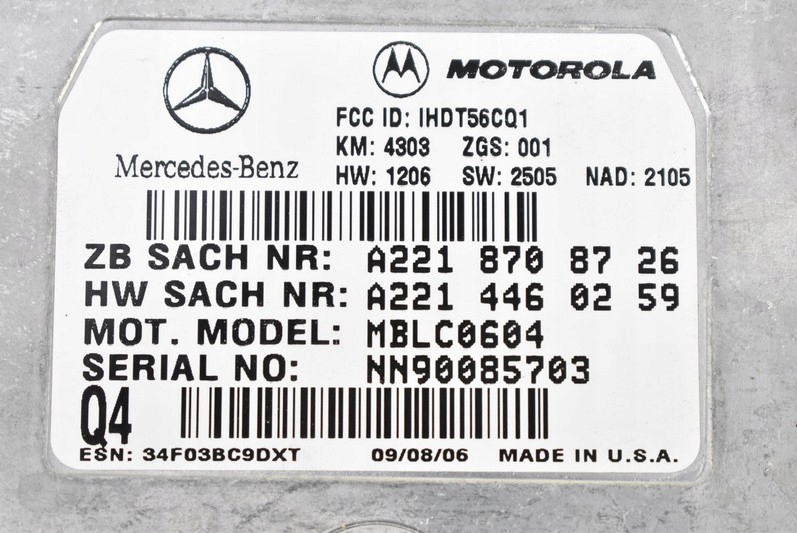 MOTOROLA
Mercedes-Benz
FCC ID: IHDT56CQ1
KM: 4303 ZGS: 001
HW: 1206 SW: 2505 NAD: 2105
ZB SACH NR: A221 870 87 26
HW SACH NR: A221 446 02 59
MOT. MODEL: MBLC0604
SERIAL NO: NN90085703
Q4
ESN: 34F03BC9DXT 09/08/06 MADE IN U.S.A.